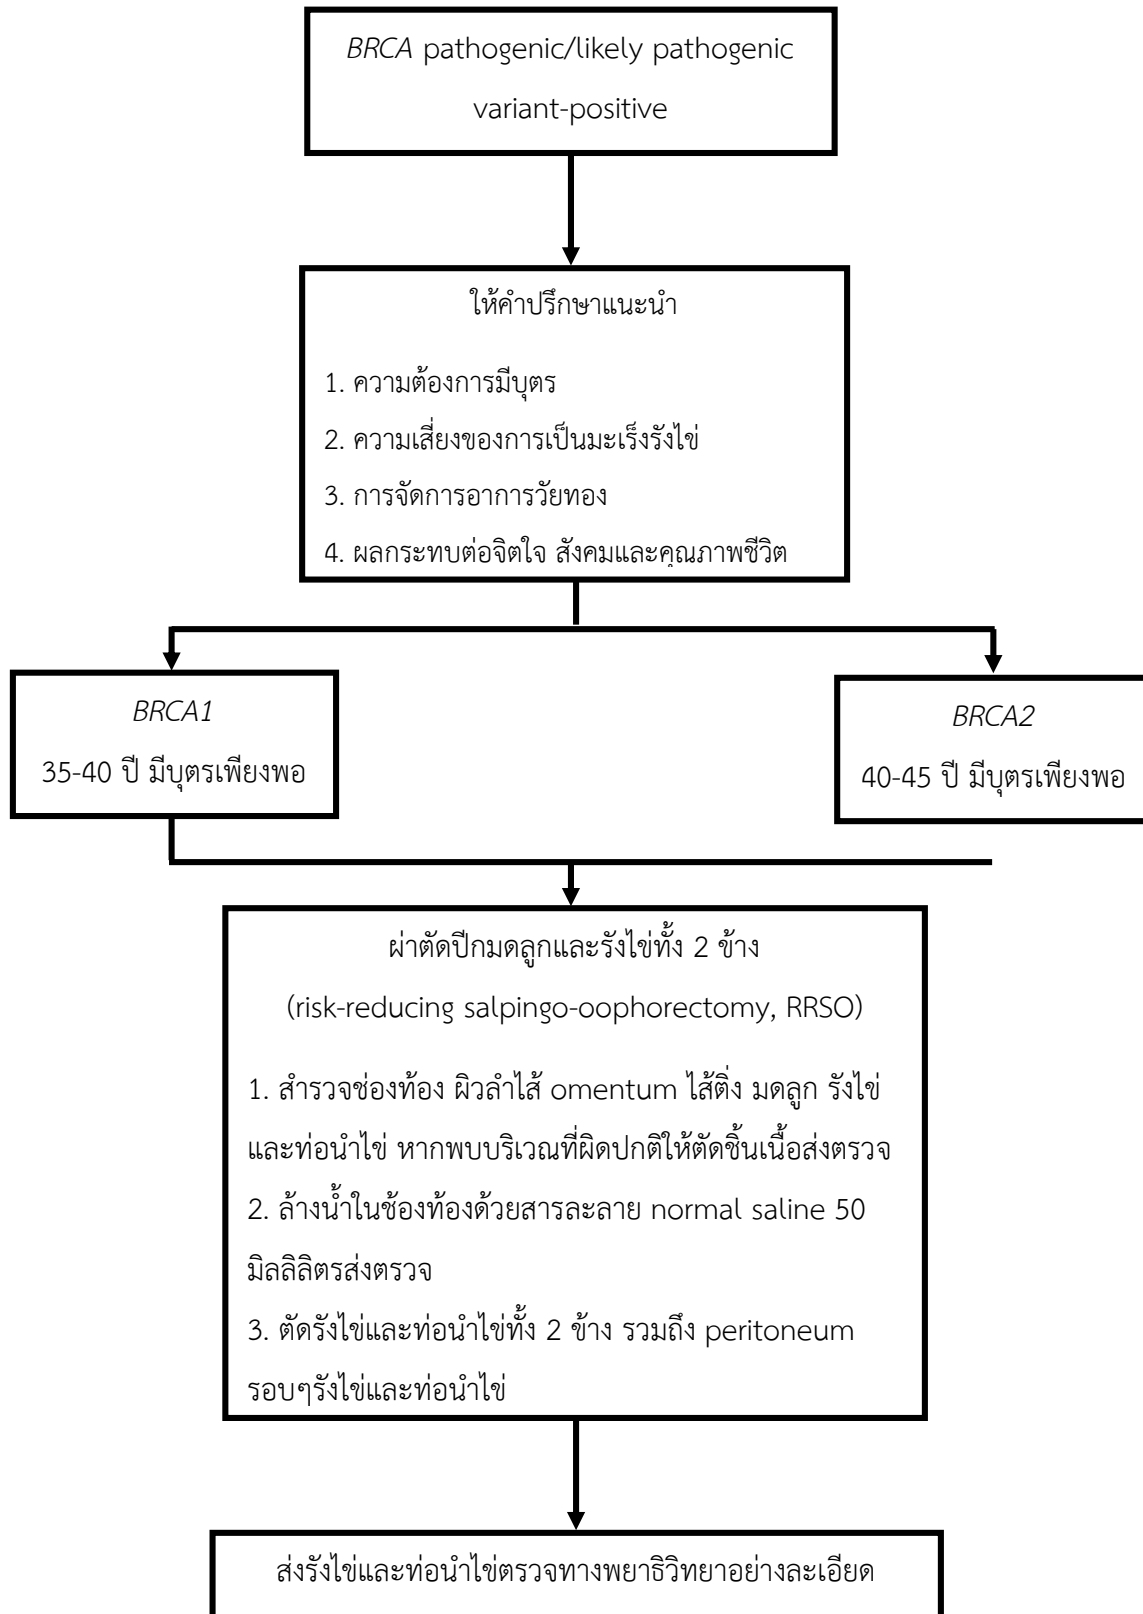 BRCA pathogenic/likely pathogenic
variant-positive
ให้คำปรึกษาแนะนำ
1. ความต้องการมีบุตร
2. ความเสี่ยงของการเป็นมะเร็งรังไข่
3. การจัดการอาการวัยทอง
4. ผลกระทบต่อจิตใจ สังคมและคุณภาพชีวิต
BRCA1
35-40 ปี มีบุตรเพียงพอ
BRCA2
40-45 ปี มีบุตรเพียงพอ
ผ่าตัดปีกมดลูกและรังไข่ทั้ง 2 ข้าง
(risk-reducing salpingo-oophorectomy, RRSO)
1. สำรวจช่องท้อง ผิวลำไส้ omentum ไส้ติ่ง มดลูก รังไข่
และท่อนำไข่ หากพบบริเวณที่ผิดปกติให้ตัดชิ้นเนื้อส่งตรวจ
2. ล้างน้ำในช้องท้องด้วยสารละลาย normal saline 50
มิลลิลิตรส่งตรวจ
3. ตัดรังไข่และท่อนำไข่ทั้ง 2 ข้าง รวมถึง peritoneum
รอบๆรังไข่และท่อนำไข่
ส่งรังไข่และท่อนำไข่ตรวจทางพยาธิวิทยาอย่างละเอียด